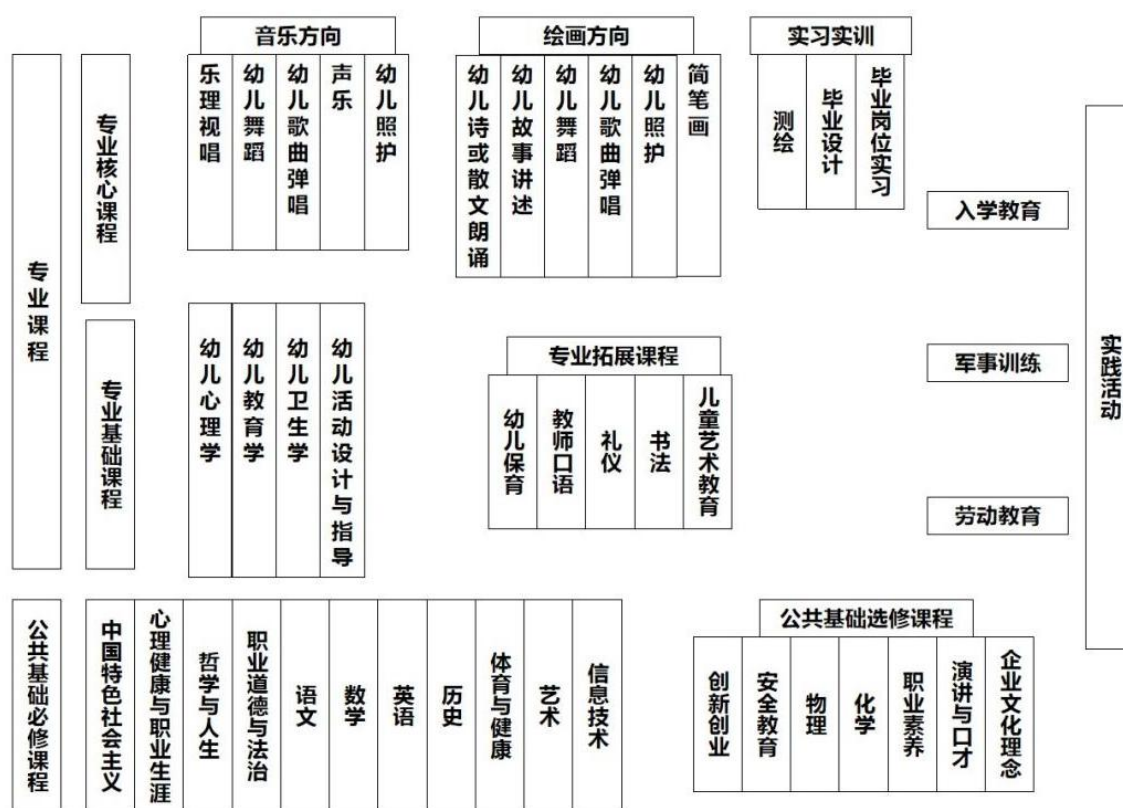 音乐方向
绘画方向
实习实训
专业课程
专业核心课程
乐理视唱
幼儿舞蹈
幼儿歌曲弹唱
声乐
幼儿照护
幼儿诗或散文朗诵
幼儿故事讲述
幼儿舞蹈
幼儿歌曲弹唱
幼儿照护
简笔画
测绘
毕业设计
毕业岗位实习
入学教育
军事训练
劳动教育
实践活动
专业基础课程
幼儿心理学
幼儿教育学
幼儿卫生学
幼儿活动设计与指导
专业拓展课程
幼儿保育
教师口语
礼仪
书法
儿童艺术教育
公共基础必修课程
中国特色社会主义
心理健康与职业生涯
哲学与人生
职业道德与法治
语文
数学
英语
历史
体育与健康
艺术
信息技术
公共基础选修课程
创新创业
安全教育
物理
化学
职业素养
演讲与口才
企业文化理念